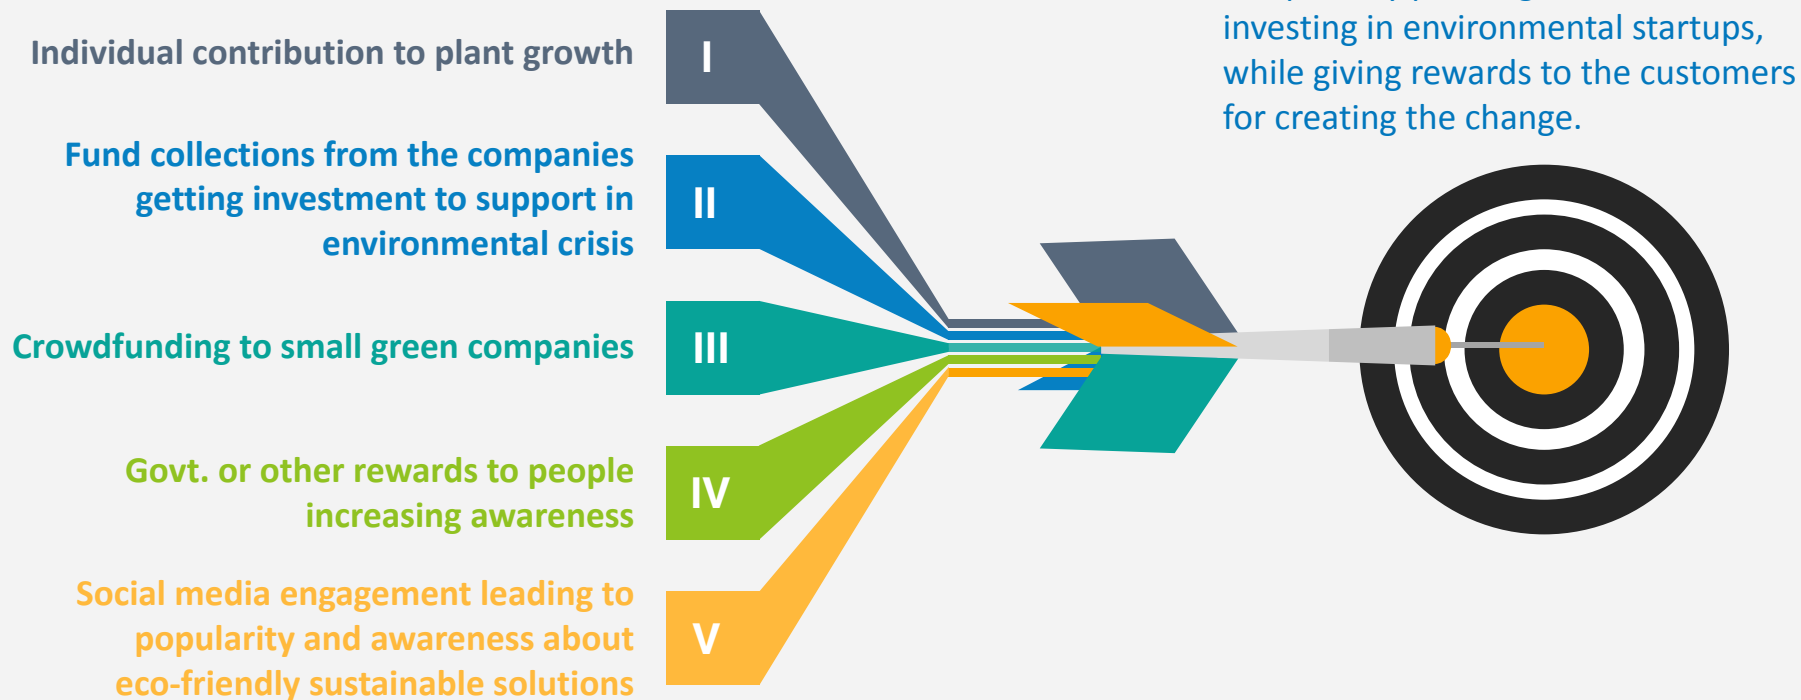 Individual contribution to plant growth
I
Fund collections from the companies
getting investment to support in
environmental crisis
II
Crowdfunding to small green companies
III
Govt. or other rewards to people
increasing awareness
IV
Social media engagement leading to
popularity and awareness about
eco-friendly sustainable solutions
V
investing in environmental startups,
while giving rewards to the customers
for creating the change.